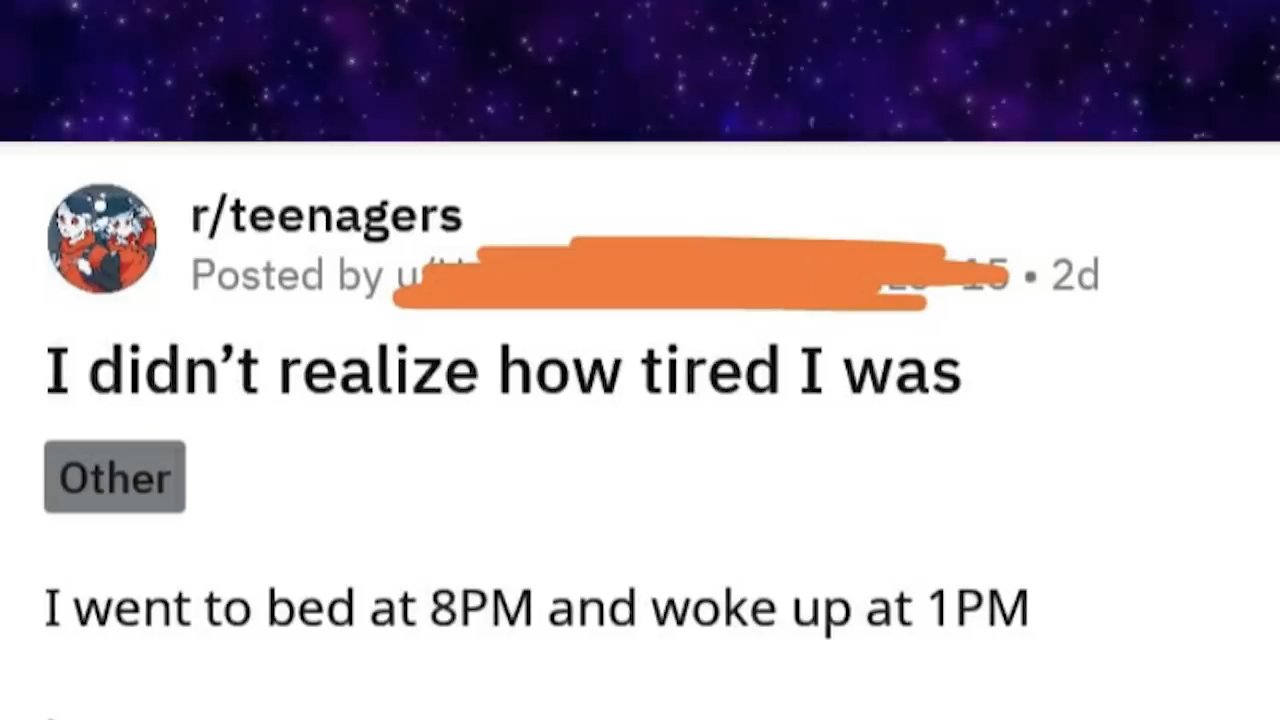 r/teenagers
Posted by u/ 15 • 2d
I didn’t realize how tired I was
Other
I went to bed at 8PM and woke up at 1PM